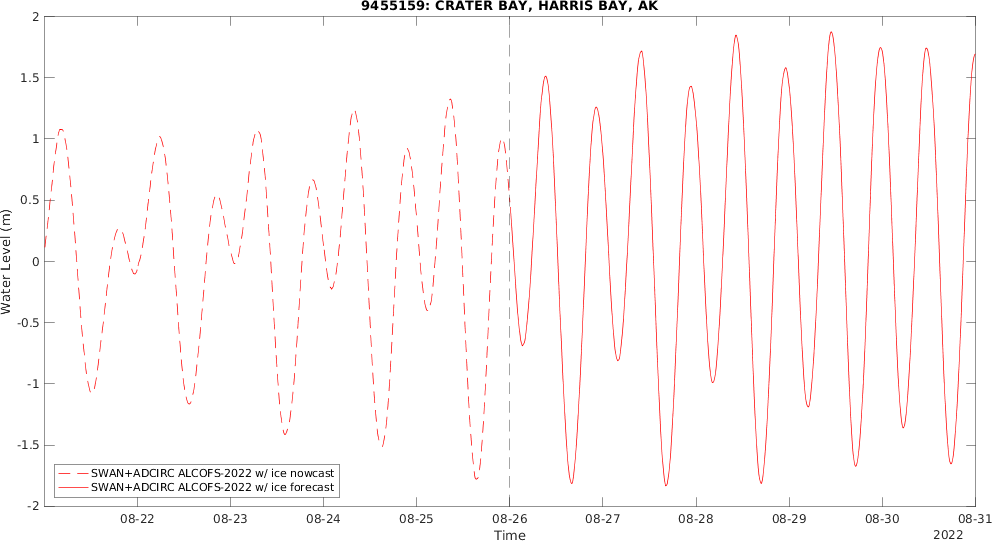 9455159: CRATER BAY, HARRIS BAY, AK
Water Level (m)
2
1.5
1
0.5
0
-0.5
-1
-1.5
-2
SWAN+ADCIRC ALCOFS-2022 w/ ice nowcast
SWAN+ADCIRC ALCOFS-2022 w/ ice forecast
08-22 08-23 08-24 08-25 08-26 08-27 08-28 08-29 08-30 08-31
Time 2022